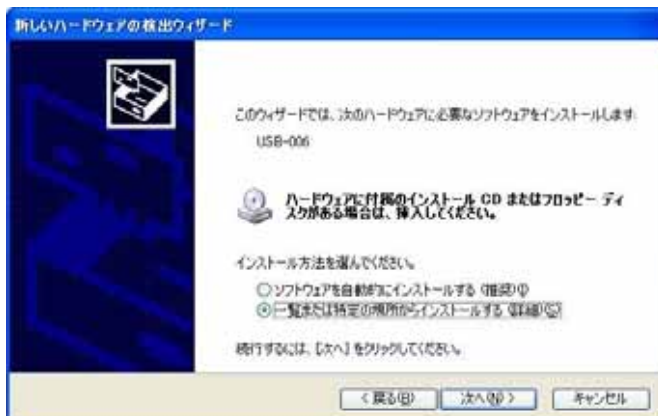 新しいハードウェアの検出ウィザード
このウィザードでは、次のハードウェアに必要なソフトウェアをインストールします:
USB-006
ハードウェアに付属のインストール CD またはフロッピー ディ
スクがある場合は、挿入してください。
インストール方法を選んでください。
ソフトウェアを自動的にインストールする (推奨)(I)
一覧または特定の場所からインストールする (詳細)(S)
続行するには、[次へ] をクリックしてください。
< 戻る(B)
次へ(N) >
キャンセル